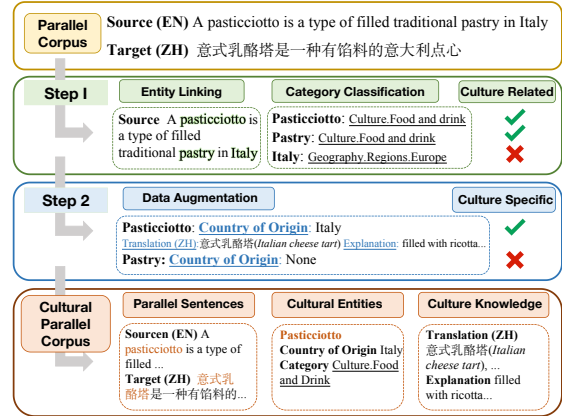 Parallel Corpus
Source (EN) A pasticciotto is a type of filled traditional pastry in Italy
Target (ZH) 意式乳酪塔是一种有馅料的意大利点心
Step I
Entity Linking
Category Classification
Culture Related
Source A pasticciotto is
a type of filled
traditional pastry in Italy
Pasticciotto: Culture.Food and drink
Pastry: Culture.Food and drink
Italy: Geography.Regions.Europe
Step 2
Data Augmentation
Culture Specific
Pasticciotto: Country of Origin: Italy
Translation (ZH): 意式乳酪塔(Italian cheese tart) Explanation: filled with ricotta...
Pastry: Country of Origin: None
Cultural
Parallel
Corpus
Parallel Sentences
Cultural Entities
Culture Knowledge
Sourcen (EN) A
pasticciotto is a type of
filled ...
Target (ZH) 意式乳
酪塔是一种有馅料的...
Pasticciotto
Country of Origin Italy
Category Culture.Food
and Drink
Translation (ZH)
意式乳酪塔(Italian
cheese tart), ...
Explanation filled
with ricotta...